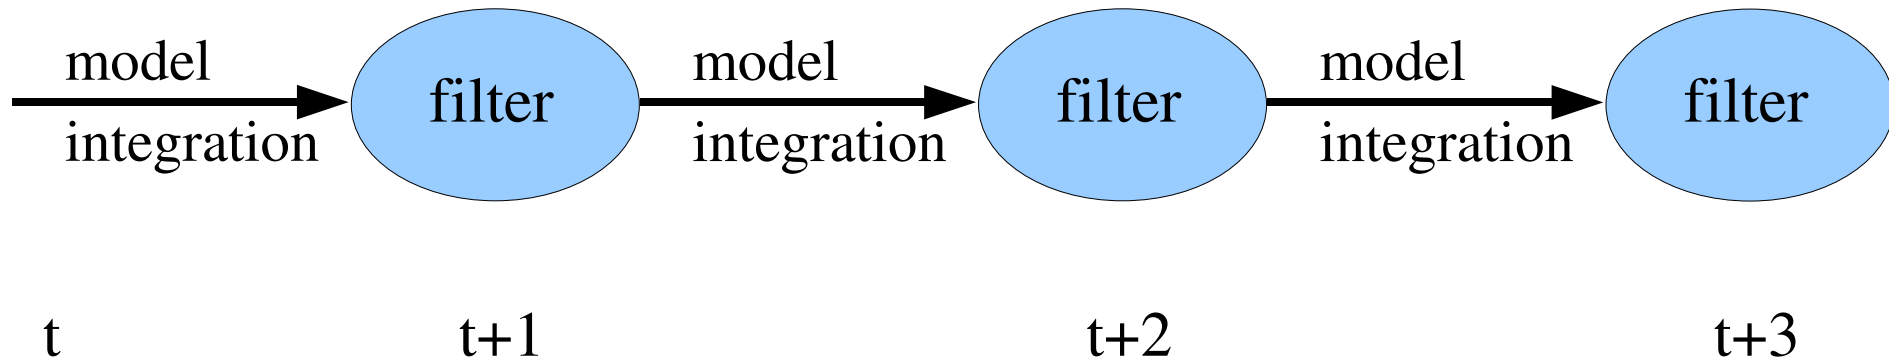 model
integration
filter
model
integration
filter
model
integration
filter
t
t+1
t+2
t+3